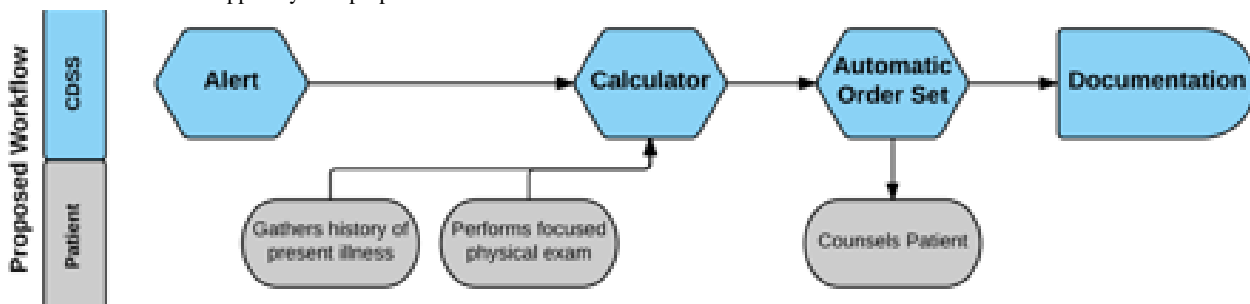 Proposed Workflow
CDSS
Patient
Alert
Calculator
Automatic
Order Set
Documentation
Gathers history of
present illness
Performs focused
physical exam
Counsels Patient